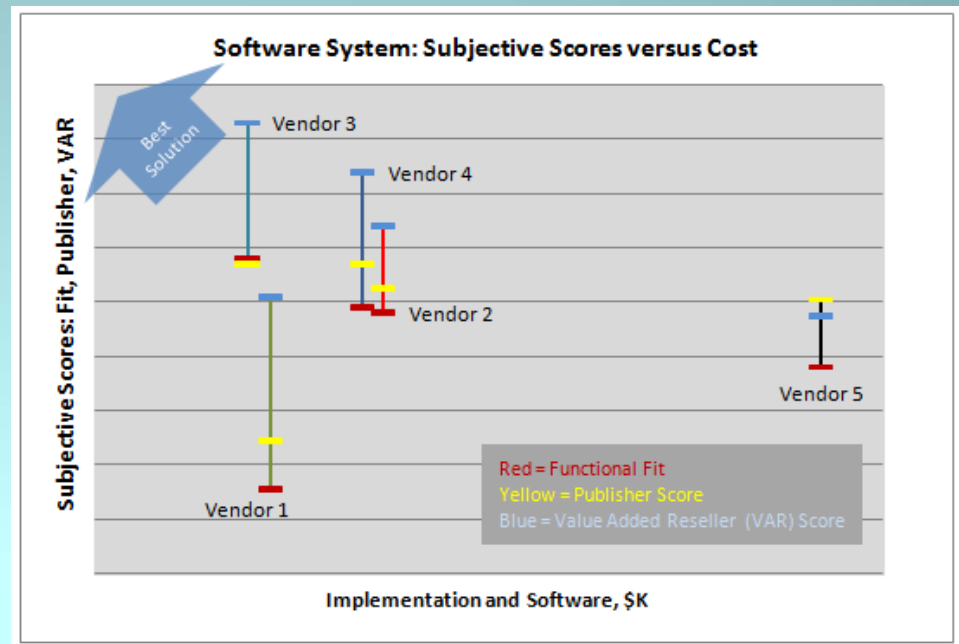 Software System: Subjective Scores versus Cost
Best
Solution
Vendor 3
Vendor 4
Vendor 2
Vendor 5
Vendor 1
Subjective Scores: Fit, Publisher, VAR
Red = Functional Fit
Yellow = Publisher Score
Blue = Value Added Reseller (VAR) Score
Implementation and Software, $K